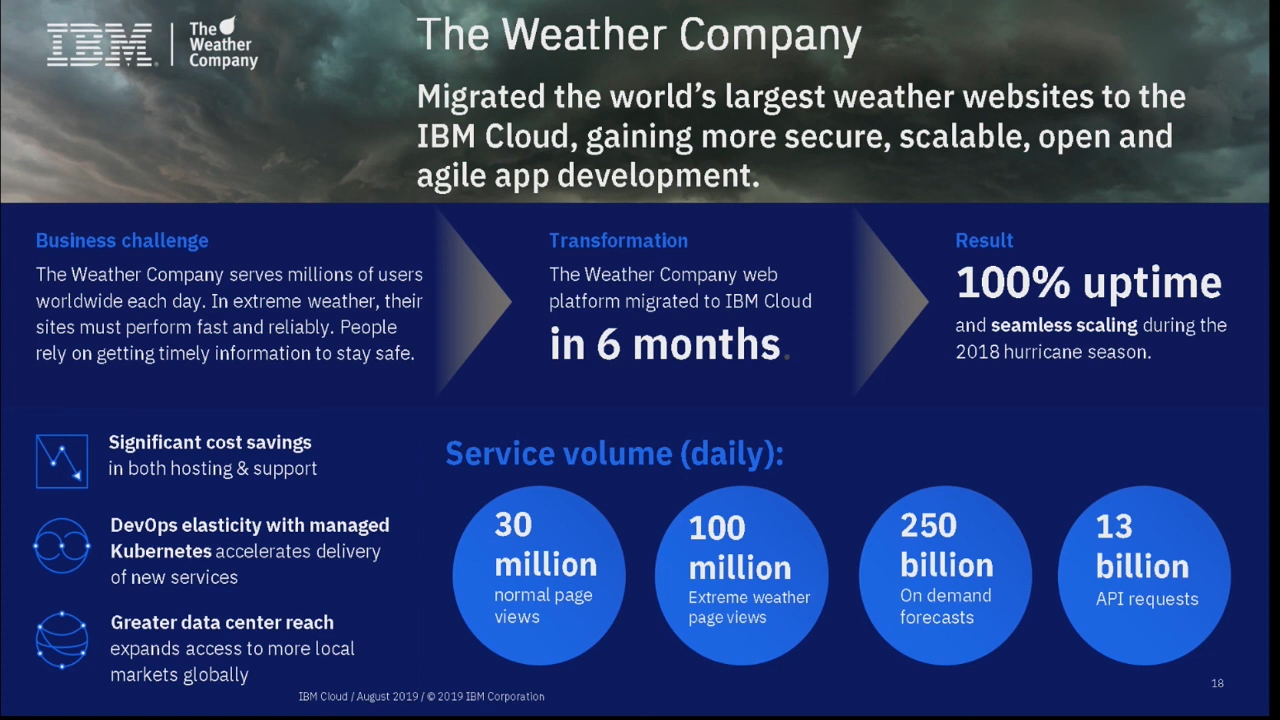 IBM
The
Weather
Company
The Weather Company
Migrated the world's largest weather websites to the
IBM Cloud, gaining more secure, scalable, open and
agile app development.
Business challenge
The Weather Company serves millions of users
worldwide each day. In extreme weather, their
sites must perform fast and reliably. People
rely on getting timely information to stay safe.
Transformation
The Weather Company web
platform migrated to IBM Cloud
in 6 months.
Result
100% uptime
and seamless scaling during the
2018 hurricane season.
Significant cost savings
in both hosting & support
DevOps elasticity with managed
Kubernetes accelerates delivery
of new services
Greater data center reach
expands access to more local
markets globally
Service volume (daily):
30
million
normal page
views
100
million
Extreme weather
page views
250
billion
On demand
forecasts
13
billion
API requests
IBM Cloud / August 2019 / © 2019 IBM Corporation
18